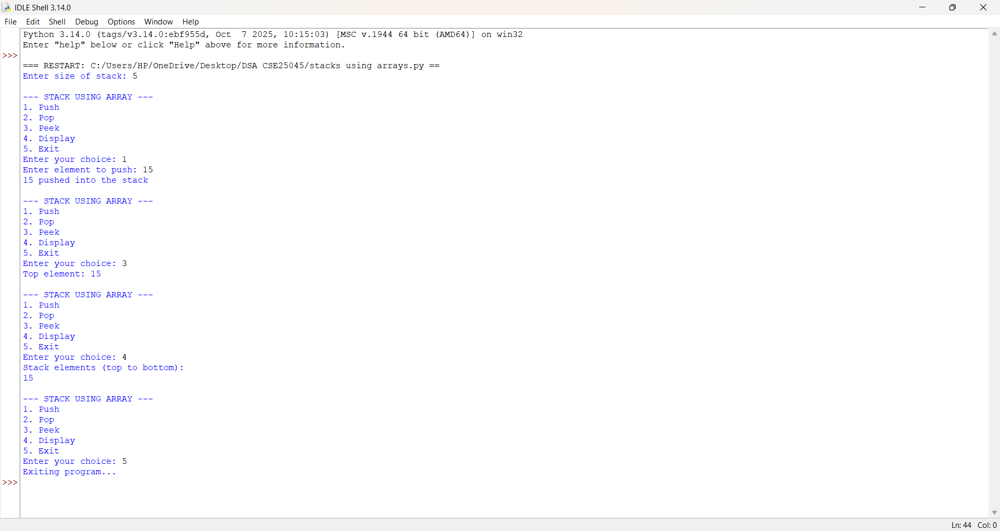 IDLE Shell 3.14.0
File Edit Shell Debug Options Window Help
Python 3.14.0 (tags/v3.14.0:ebf955d, Oct  7 2025, 10:15:03) [MSC v.1944 64 bit (AMD64)] on win32
Enter "help" below or click "Help" above for more information.
>>>
=== RESTART: C:/Users/HP/OneDrive/Desktop/DSA CSE25045/stacks using arrays.py ==
Enter size of stack: 5
--- STACK USING ARRAY ---
1. Push
2. Pop
3. Peek
4. Display
5. Exit
Enter your choice: 1
Enter element to push: 15
15 pushed into the stack
--- STACK USING ARRAY ---
1. Push
2. Pop
3. Peek
4. Display
5. Exit
Enter your choice: 3
Top element: 15
--- STACK USING ARRAY ---
1. Push
2. Pop
3. Peek
4. Display
5. Exit
Enter your choice: 4
Stack elements (top to bottom):
15
--- STACK USING ARRAY ---
1. Push
2. Pop
3. Peek
4. Display
5. Exit
Enter your choice: 5
Exiting program...
>>>
Ln: 44 Col: 0